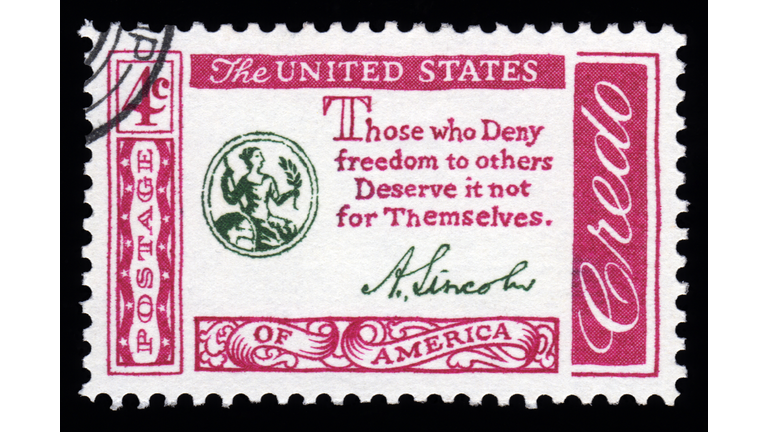 The UNITED STATES
4c
POSTAGE
Those who Deny
freedom to others
Deserve it not
for Themselves.
A. Lincoln
OF AMERICA
Credo